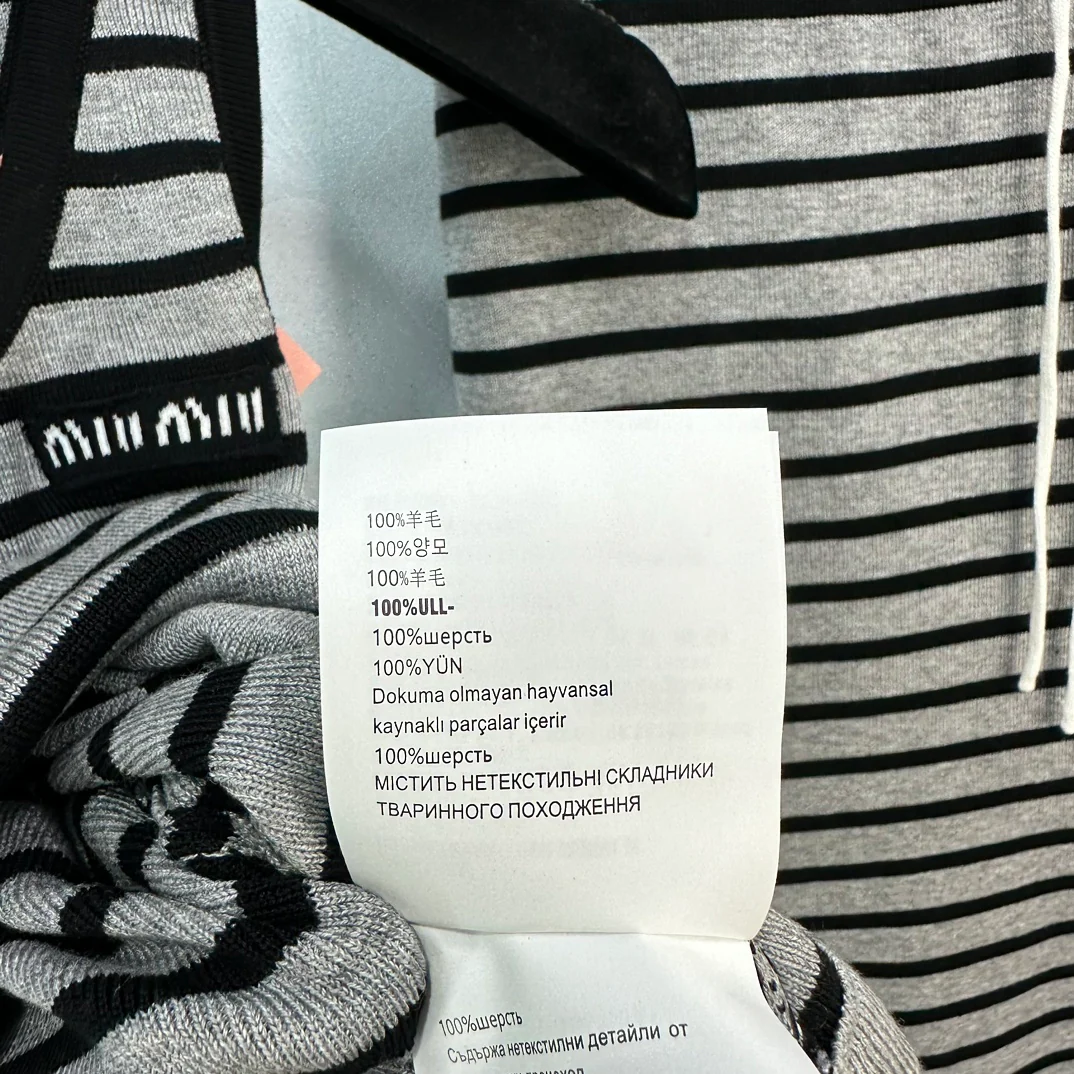 miu miu
100%羊毛
100%양모
100%羊毛
100%ULL-
100%шерсть
100%YÜN
Dokuma olmayan hayvansal
kaynaklı parçalar içerir
100%шерсть
МІСТИТЬ НЕТЕКСТИЛЬНІ СКЛАДНИКИ
ТВАРИННОГО ПОХОДЖЕННЯ
100%шерсть
Съдържа нетекстилни детайли от